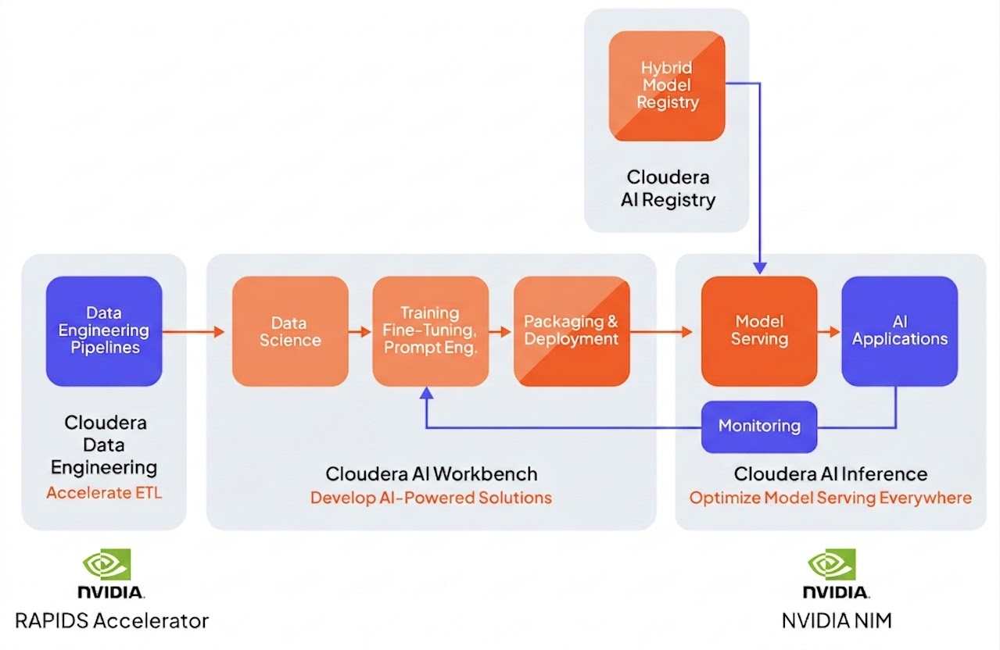 Hybrid
Model
Registry
Cloudera
AI Registry
Data
Engineering
Pipelines
Cloudera
Data
Engineering
Accelerate ETL
Data
Science
Training
Fine-Tuning,
Prompt Eng.
Packaging &
Deployment
Cloudera AI Workbench
Develop AI-Powered Solutions
Model
Serving
AI
Applications
Monitoring
Cloudera AI Inference
Optimize Model Serving Everywhere
NVIDIA.
RAPIDS Accelerator
NVIDIA.
NVIDIA NIM